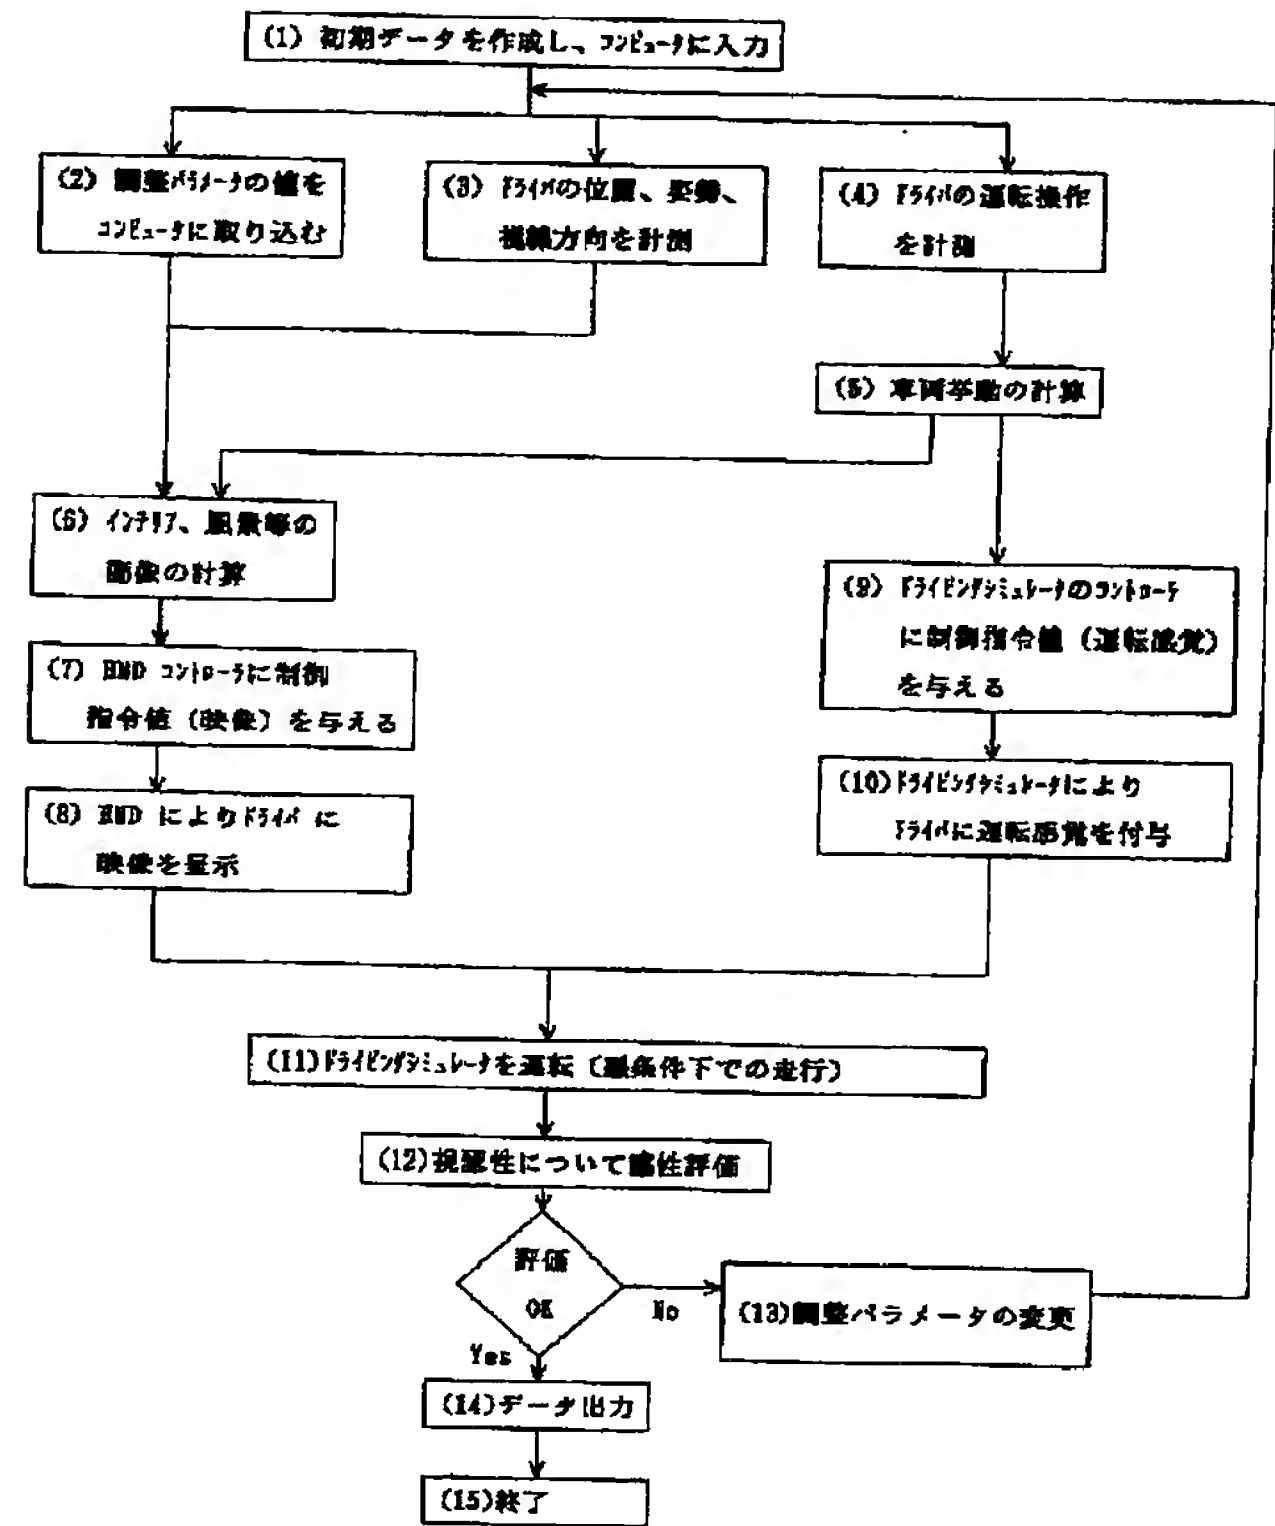 (1) 初期データを作成し、コンピュータに入力
(2) 調整パラメータの値を
コンピュータに取り込む
(3) ドライバの位置、姿勢、
視線方向を計測
(4) ドライバの運転操作
を計測
(5) 車両挙動の計算
(6) インテリア、風景等の
画像の計算
(7) HMD コントローラに制御
指令値（映像）を与える
(8) HMD によりドライバ に
映像を呈示
(9) ドライビングシミュレータのコントローラ
に制御指令値（運転感覚）
を与える
(10)ドライビングシミュレータにより
ドライバに運転感覚を付与
(11)ドライビングシミュレータを運転（悪条件下での走行）
(12)視認性について感性評価
評価
OK
No
Yes
(13)調整パラメータの変更
(14)データ出力
(15)終了